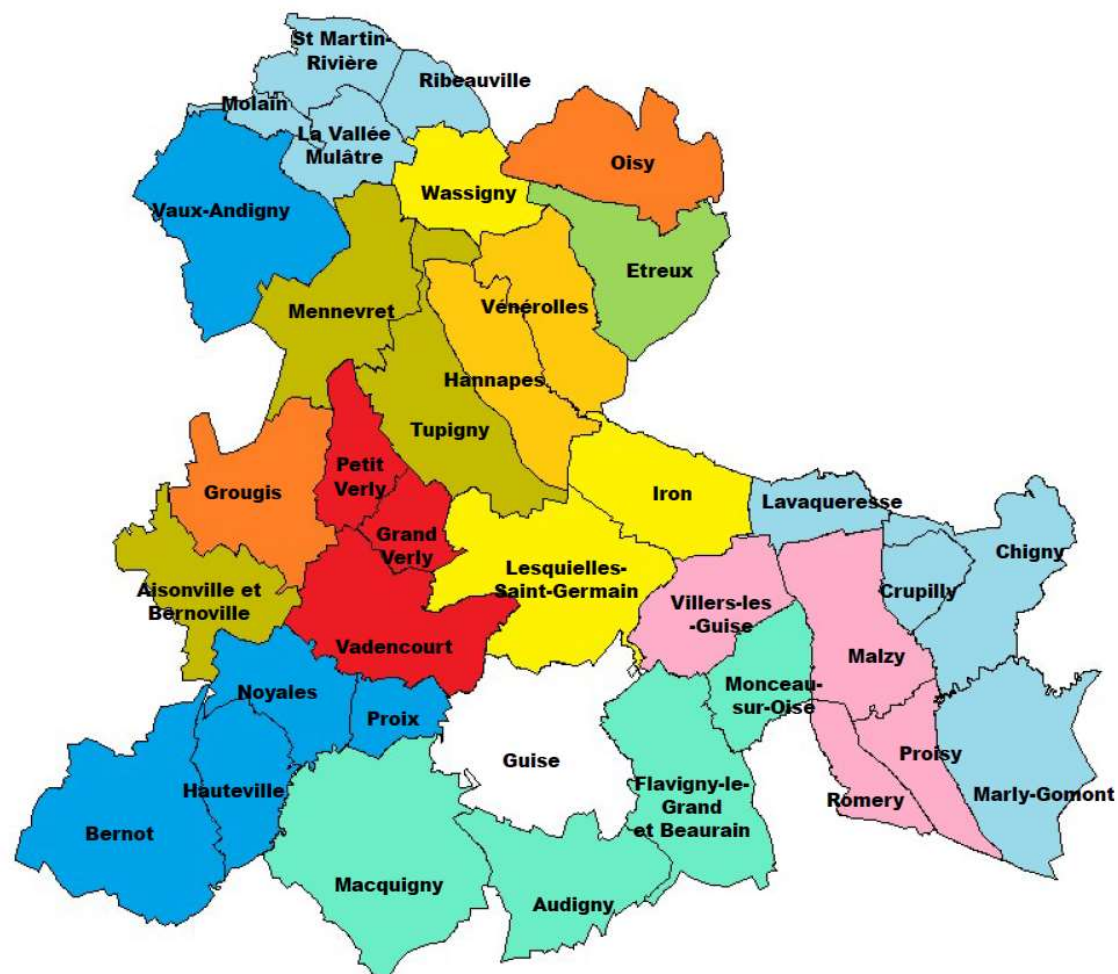 St Martin-
Rivière
Ribeauville
Molain
La Vallée
Mulâtre
Oisy
Wassigny
Vaux-Andigny
Etreux
Mennevret
Vénérolles
Hannapes
Tupigny
Petit
Verly
Grougis
Iron
Lavaqueresse
Grand
Verly
Chigny
Lesquielles-
Saint-Germain
Crupilly
Aisonville et
Bernoville
Villers-les
-Guise
Vadencourt
Malzy
Noyales
Monceau-
sur-Oise
Proix
Guise
Proisy
Hauteville
Flavigny-le-
Grand
et Beaurain
Romery
Marly-Gomont
Bernot
Macquigny
Audigny